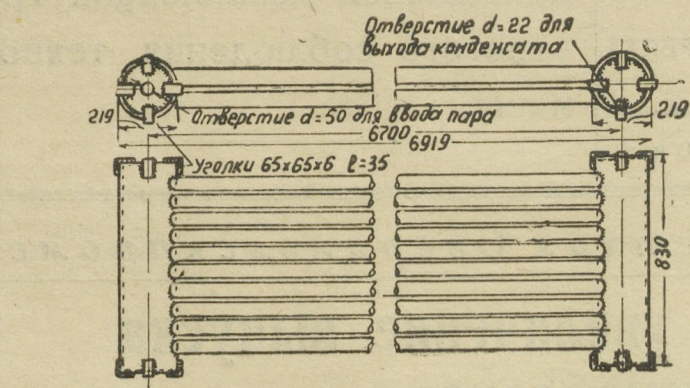 Отверстие d=22 для
выхода конденсата
219
Отверстие d=50 для ввода пара
219
6700
6919
Уголки 65x65x6 ℓ=35
830